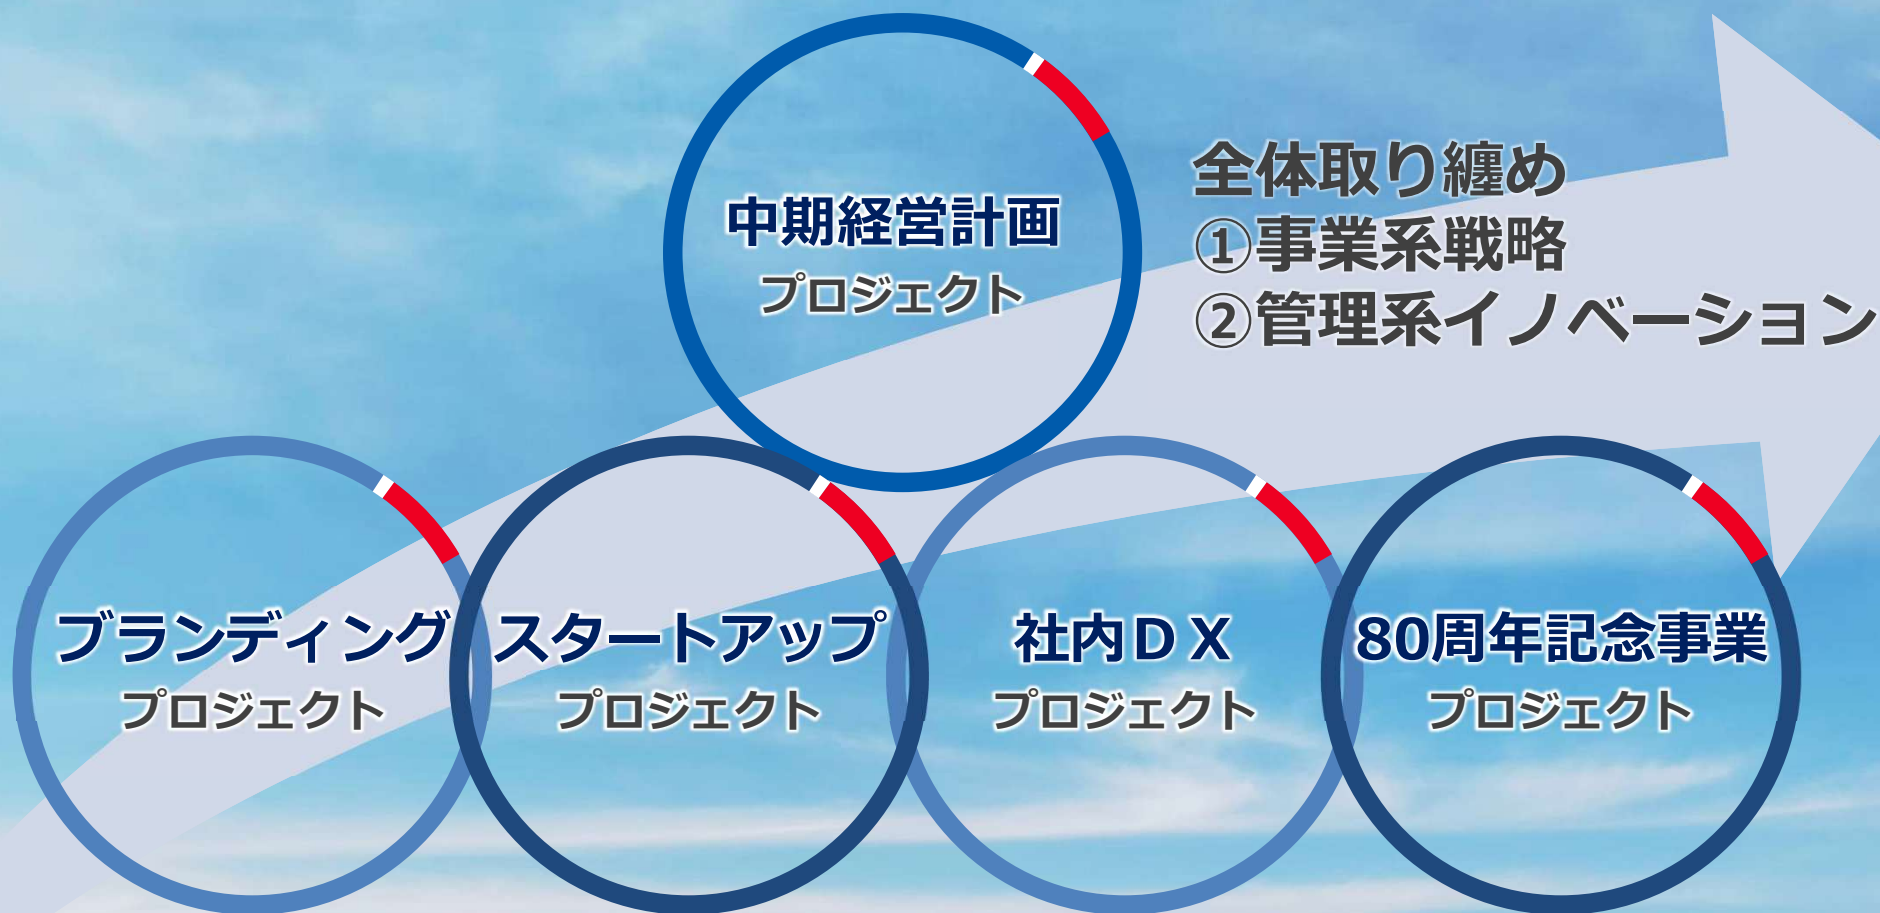 中期経営計画
プロジェクト
全体取り纏め
①事業系戦略
②管理系イノベーション
ブランディング
プロジェクト
スタートアップ
プロジェクト
社内ＤＸ
プロジェクト
80周年記念事業
プロジェクト